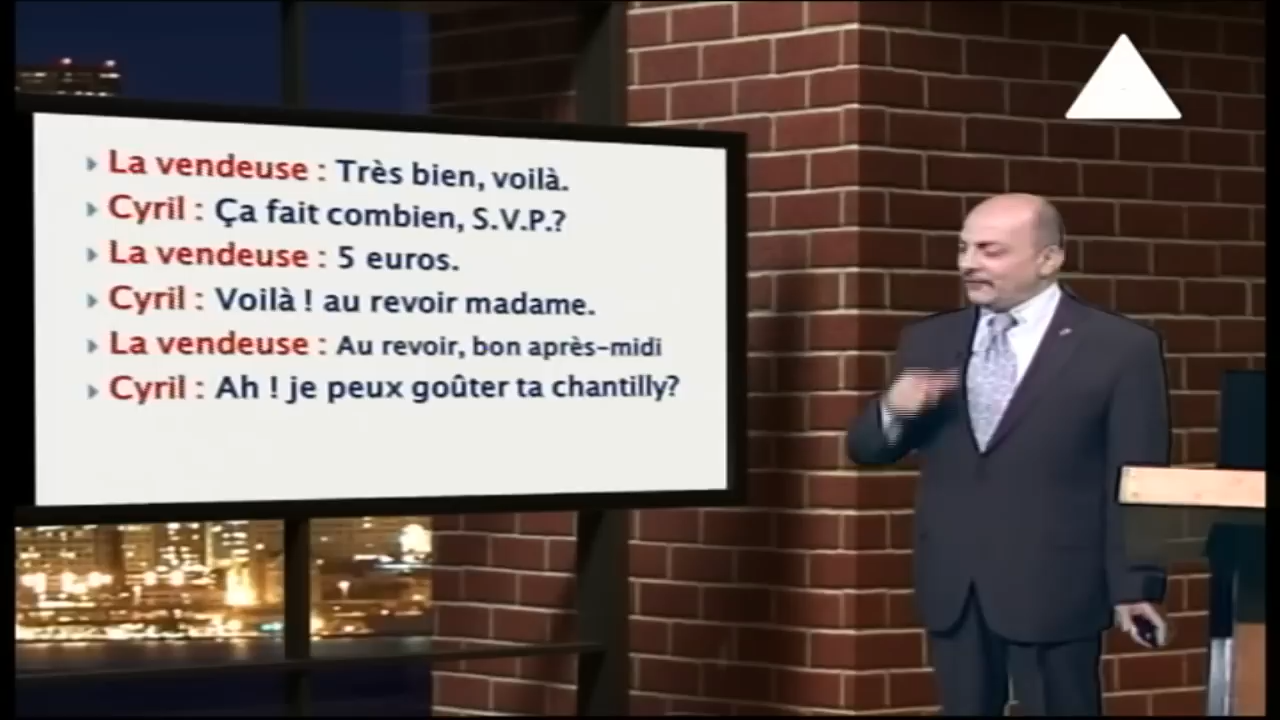 La vendeuse : Très bien, voilà.
Cyril : Ça fait combien, S.V.P.?
La vendeuse : 5 euros.
Cyril : Voilà ! au revoir madame.
La vendeuse : Au revoir, bon après-midi
Cyril : Ah ! je peux goûter ta chantilly?